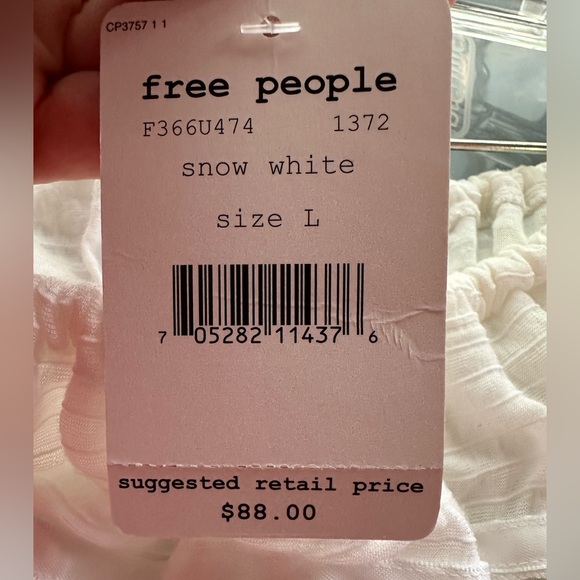 CP3757 1 1
free people
F366U474 1372
snow white
size L
7 05282 11437 6
suggested retail price
$88.00